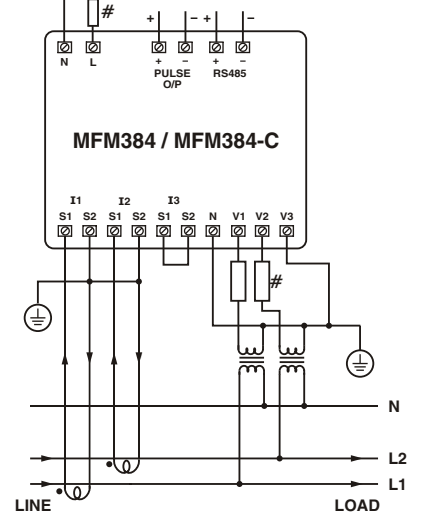 #
+ − + −
N L + − + −
PULSE RS485
O/P
MFM384 / MFM384-C
I1 I2 I3
S1 S2 S1 S2 S1 S2 N V1 V2 V3
#
N
L2
L1
LINE LOAD